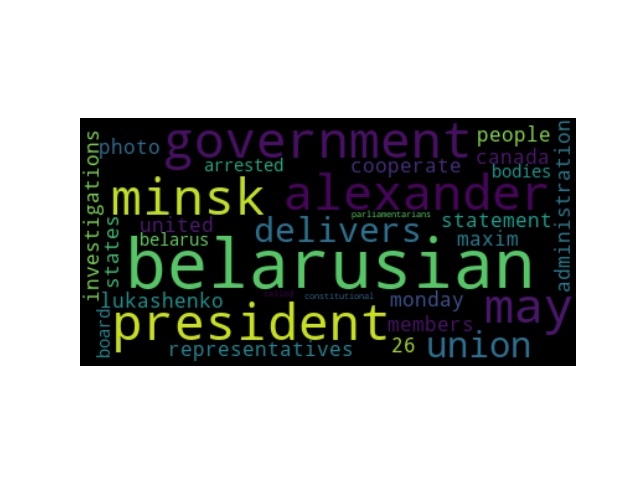 government
people
photo
canada
arrested
cooperate
bodies
administration
investigations
minsk
alexander
parliamentarians
united
states
delivers
statement
belarus
maxim
belarusian
lukashenko
constitutional
monday
may
president
members
board
representatives
26
union